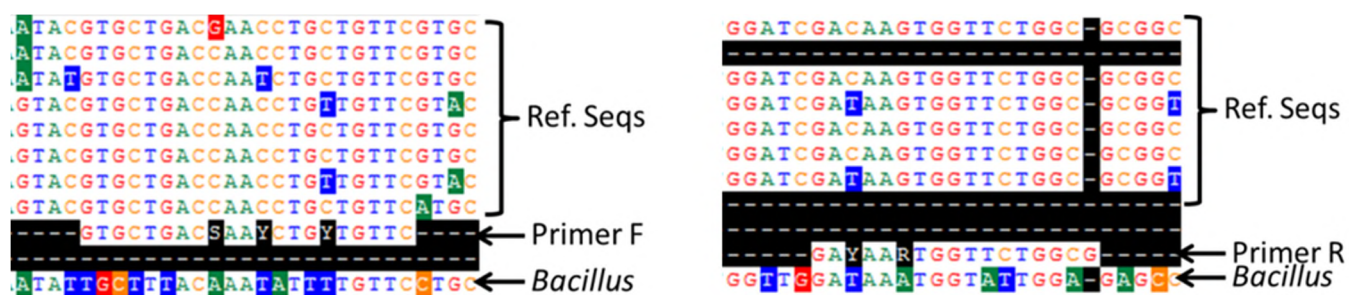 ATACGTGCTGACGAACCTGCTGTTCGTGC
ATACGTGCTGACCAACCTGCTGTTCGTGC
ATATGTGCTGACCAATCTGCTGTTCGTGC
GTACGTGCTGACCAACCTGTTGTTCGTAC
GTACGTGCTGACCAACCTGCTGTTCGTGC
GTACGTGCTGACCAACCTGCTGTTCGTGC
GTACGTGCTGACCAACCTGTTGTTCGTAC
GTACGTGCTGACCAACCTGCTGTTCATGC
Ref. Seqs
----GTGCTGACSAAYCTGYTGTTC---- Primer F
-----------------------------
ATATTGCTTTACAAATATTTTGTTCCTGC Bacillus
GGATCGACAAGTGGTTCTGGC-GCGGC
---------------------------
GGATCGACAAGTGGTTCTGGC-GCGGC
GGATCGATAAGTGGTTCTGGC-GCGGT
GGATCGACAAGTGGTTCTGGC-GCGGC
GGATCGACAAGTGGTTCTGGC-GCGGC
GGATCGATAAGTGGTTCTGGC-GCGGT
---------------------------
Ref. Seqs
---------------------------
-----GAYAARTGGTTCTGGCG----- Primer R
GGTTGGATAAATGGTATTGGA-GAGCC Bacillus